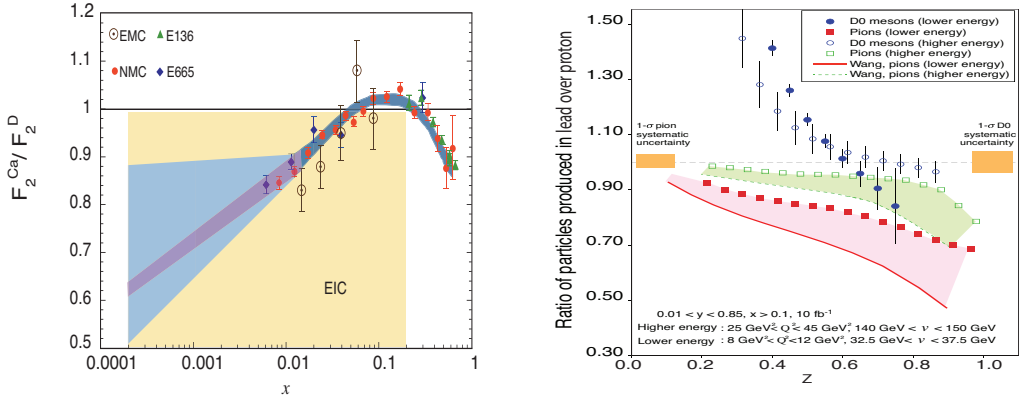 F₂ᶜᵃ/ F₂ᴰ
1.2
1.1
1
0.9
0.8
0.7
0.6
0.5
EMC
E136
NMC
E665
EIC
0.0001
0.001
0.01
0.1
1
x
Ratio of particles produced in lead over proton
1.50
1.30
1.10
0.90
0.70
0.50
0.30
D0 mesons (lower energy)
Pions (lower energy)
D0 mesons (higher energy)
Pions (higher energy)
Wang, pions (lower energy)
Wang, pions (higher energy)
1-σ pion
systematic
uncertainty
1-σ D0
systematic
uncertainty
0.01 < y < 0.85, x > 0.1, 10 fb⁻¹
Higher energy : 25 GeV²< Q²< 45 GeV², 140 GeV < ν < 150 GeV
Lower energy : 8 GeV²< Q²<12 GeV², 32.5 GeV< ν < 37.5 GeV
0.0
0.2
0.4
0.6
0.8
1.0
Z